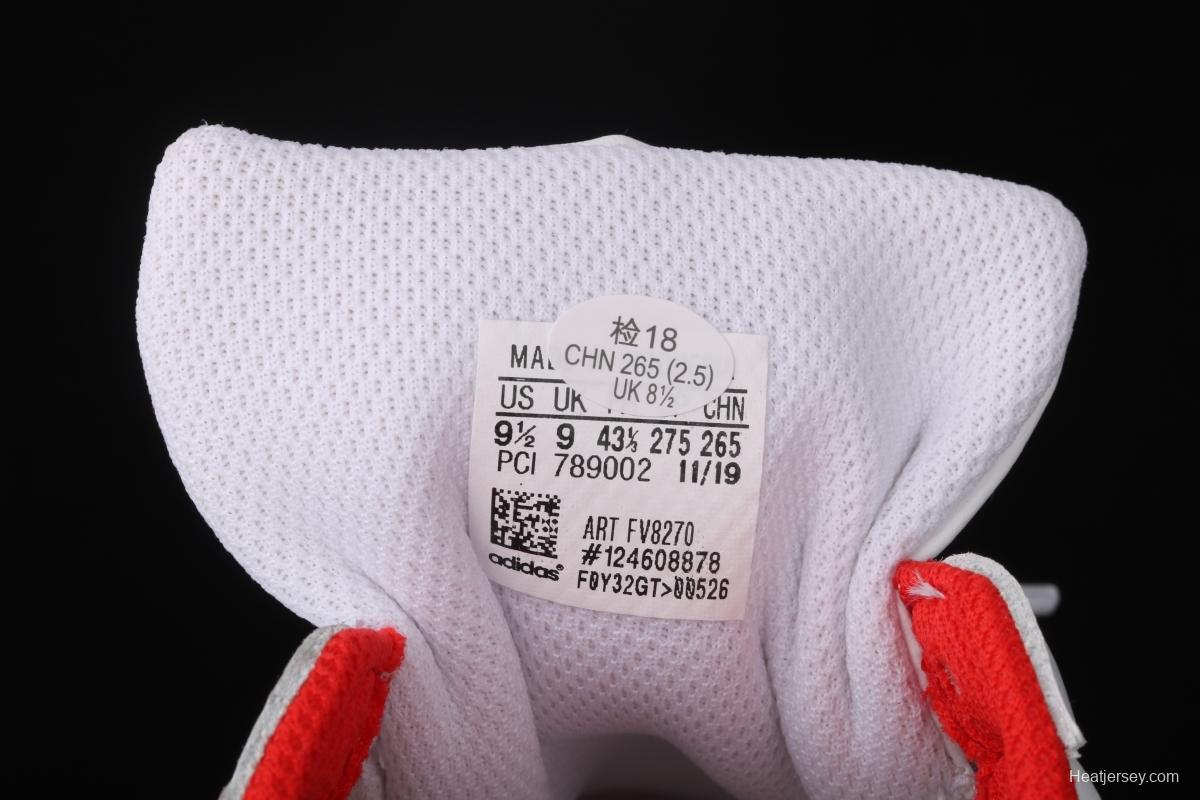 检18
CHN 265 (2.5)
UK 8½
US UK CHN
9½ 9 43⅓ 275 265
PCI 789002 11/19
ART FV8270
#124608878
adidas®
F0Y32GT>00526
Heatjersey.com